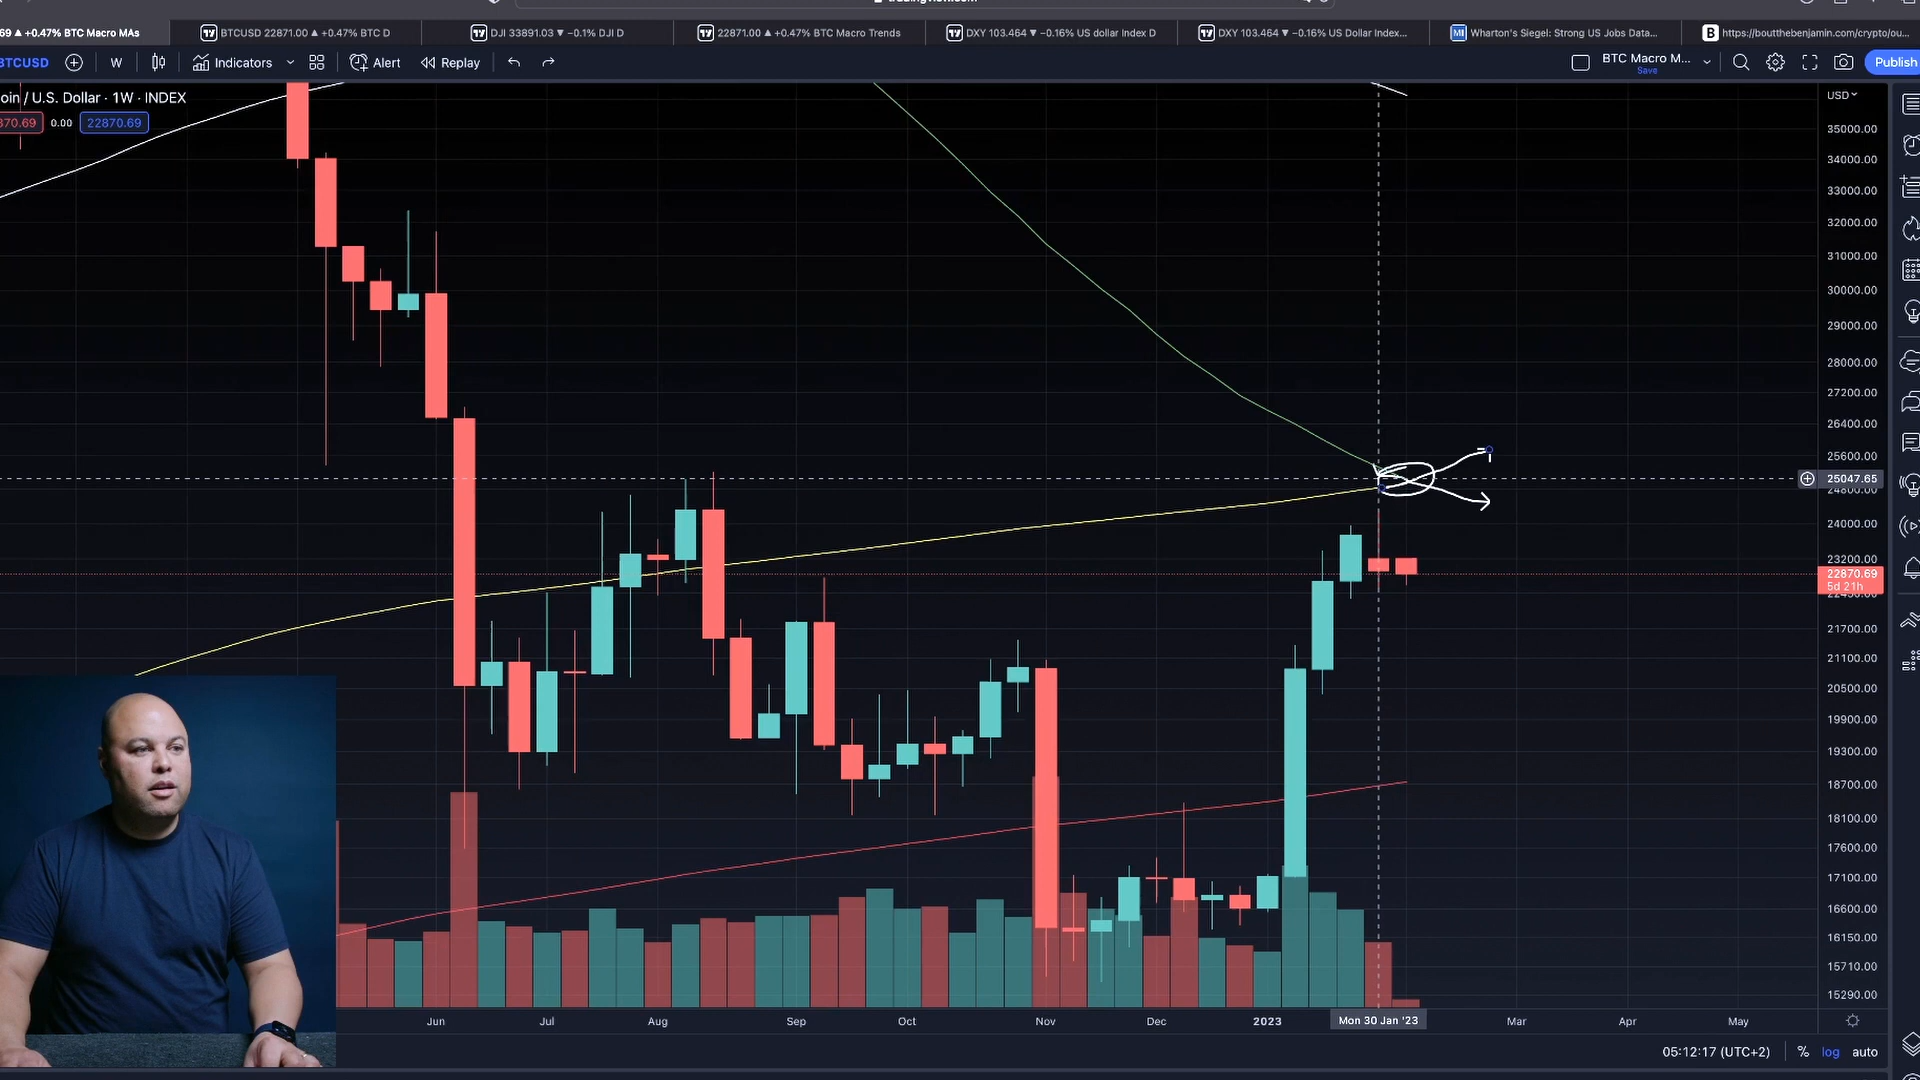 69 ▲ +0.47% BTC Macro MAs
BTCUSD 22871.00 ▲ +0.47% BTC D
DJI 33891.03 ▼ −0.1% DJI D
22871.00 ▲ +0.47% BTC Macro Trends
DXY 103.464 ▼ −0.16% US dollar Index D
DXY 103.464 ▼ −0.16% US Dollar Index...
MI Wharton's Siegel: Strong US Jobs Data...
B https://boutthebenjamin.com/crypto/ou...
BTCUSD W Indicators Alert Replay
BTC Macro M...
Save
Publish
oin / U.S. Dollar · 1W · INDEX
870.69 0.00 22870.69
USD
35000.00
34000.00
33000.00
32000.00
31000.00
30000.00
29000.00
28000.00
27200.00
26400.00
25600.00
25047.65
24000.00
23200.00
22870.69
5d 21h
21700.00
21100.00
20500.00
19900.00
19300.00
18700.00
18100.00
17600.00
17100.00
16600.00
16150.00
15710.00
15290.00
Jun Jul Aug Sep Oct Nov Dec 2023 Mon 30 Jan '23 Mar Apr May
05:12:17 (UTC+2) % log auto